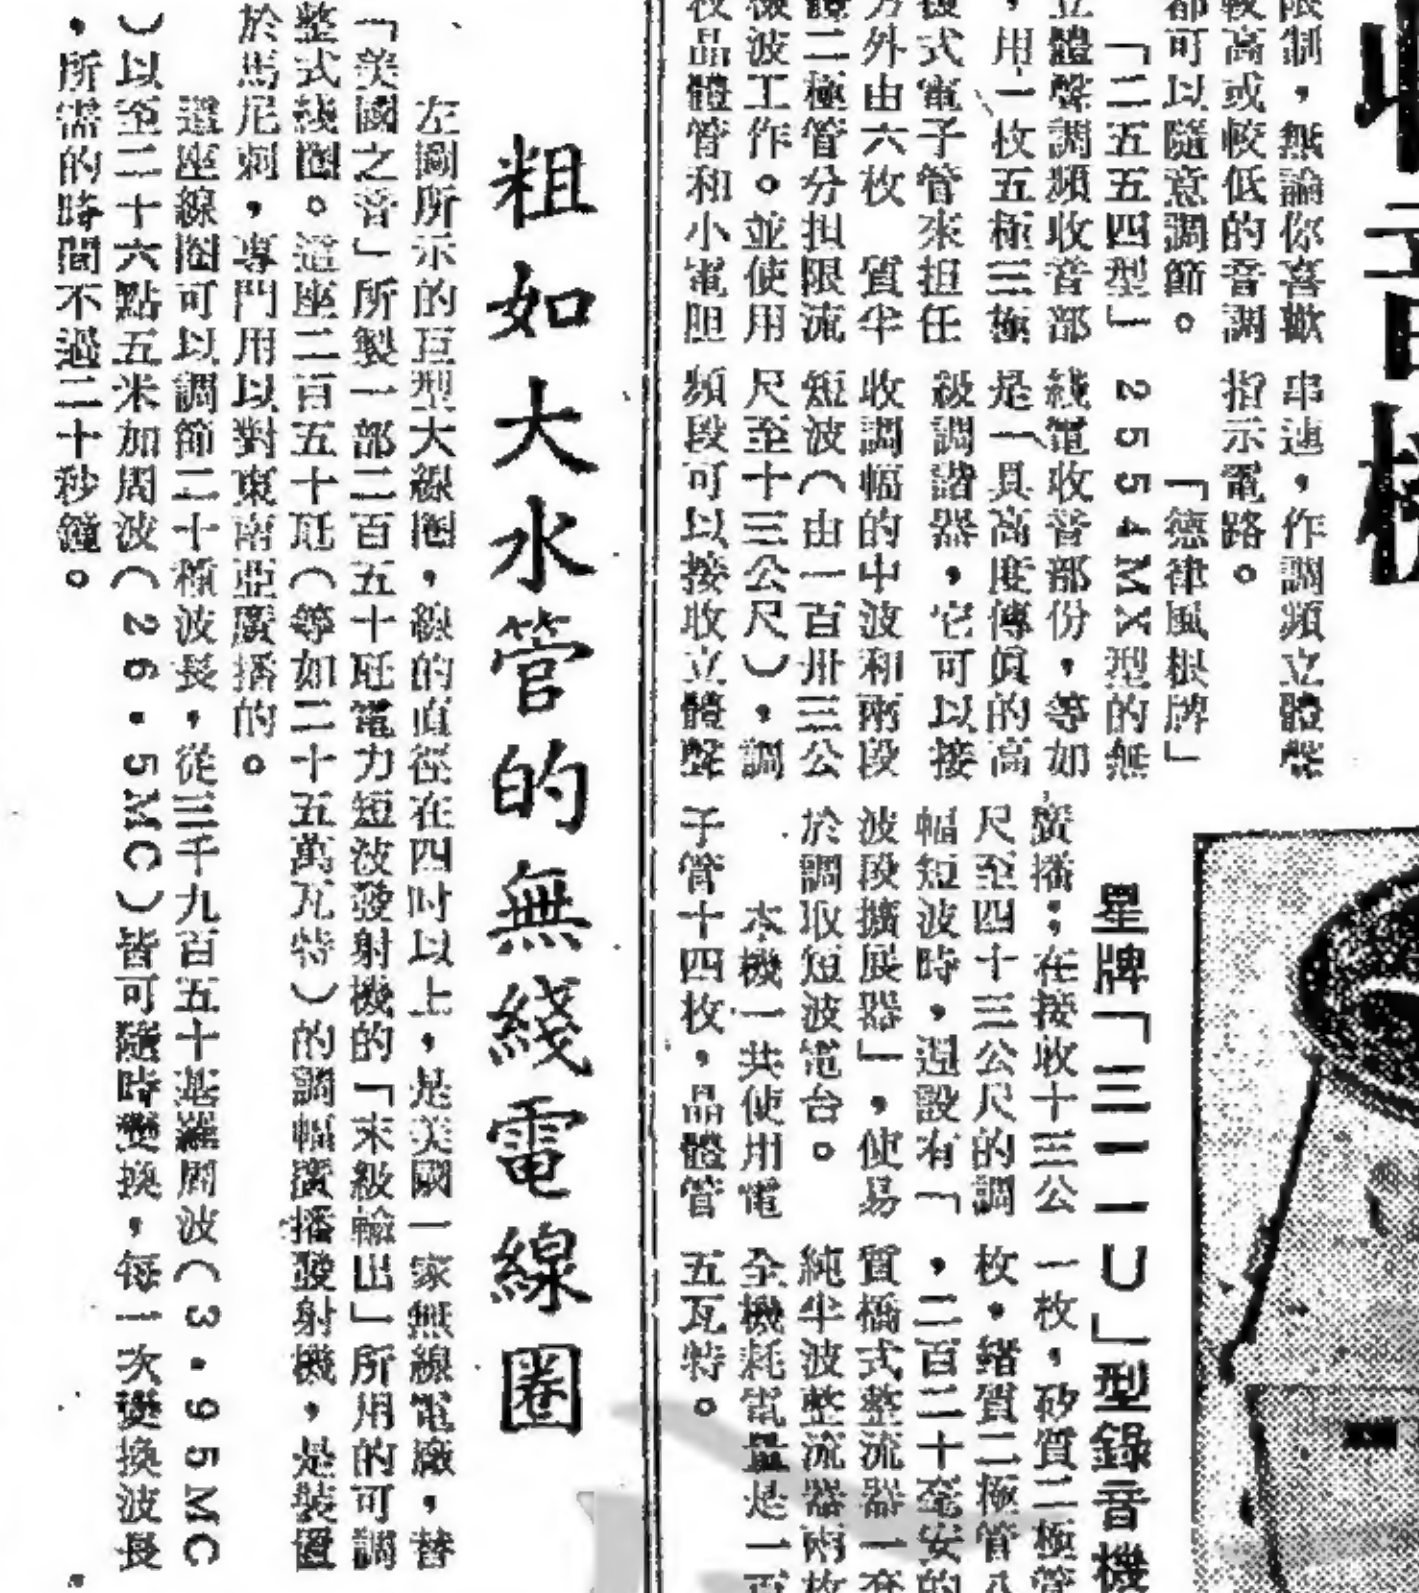 限制,無論你喜歡
較高或較低的音調
都可以隨意調節。
「二五五四型」
立體聲調頻收音部
,用一枚五極三極
式電子管來担任
外由六枚 質半
體二極管分担限流
波工作。並使用
枚晶體管和小電胆
串連,作調頻立體聲
指示電路。
「德律風根牌」
2554MX型的無
綫電收音部份,等如
是一具高度傳眞的高
級調諧器,它可以接
收調幅的中波和兩段
短波(由一百卅三公
尺至十三公尺),調
頻段可以接收立體聲
廣播;在接收十三公
尺至四十三公尺的調
幅短波時,還設有「
波段擴展器」,使易
於調取短波電台。
本機一共使用電
子管十四枚,晶體管
一枚,矽質二極管
枚,鍺質二極管八
,二百二十毫安的
質橋式整流器一套
純半波整流器兩枚
全機耗電量是一百
五瓦特。
星牌「三一一U」型錄音機
粗如大水管的無綫電線圈
左圖所示的巨型大線圈,線的直徑在四吋以上,是美國一家無線電廠,替
「美國之音」所製一部二百五十瓩電力短波發射機的「末級輸出」所用的可調
整式綫圈。這座二百五十瓩(等如二十五萬瓦特)的調幅廣播發射機,是裝置
於馬尼剌,專門用以對東南亞廣播的。
這座線圈可以調節二十種波長,從三千九百五十基羅周波(3.95MC
)以至二十六點五米加周波(26.5MC)皆可隨時變換,每一次變換波長
,所需的時間不過二十秒鐘。